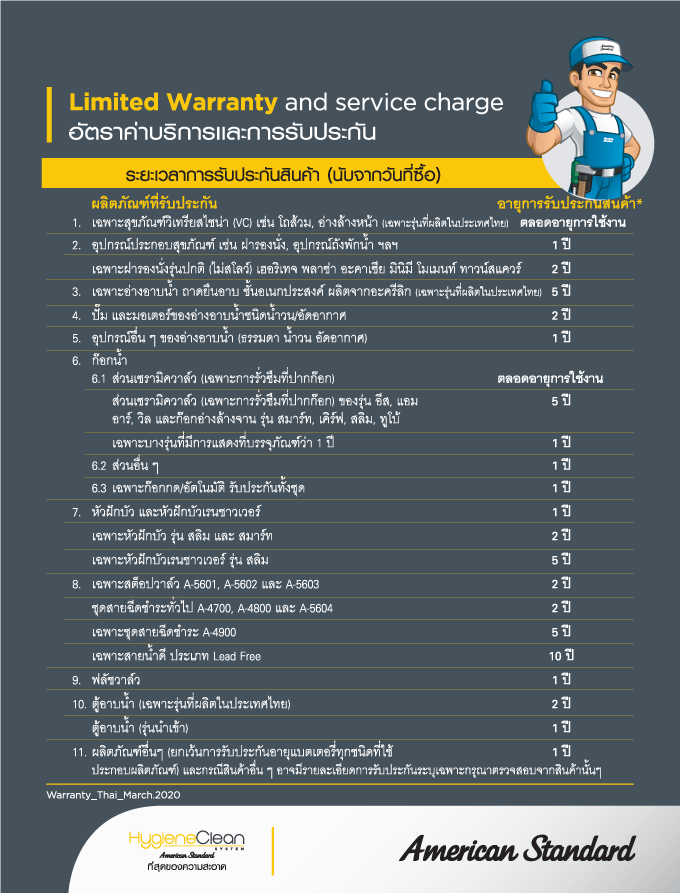 American Standard
Limited Warranty and service charge
อัตราค่าบริการและการรับประกัน
ระยะเวลาการรับประกันสินค้า (นับจากวันที่ซื้อ)
ผลิตภัณฑ์ที่รับประกัน อายุการรับประกันสินค้า*
1. เฉพาะสุขภัณฑ์วิเทรียสไชน่า (VC) เช่น โถส้วม, อ่างล้างหน้า (เฉพาะรุ่นที่ผลิตในประเทศไทย) ตลอดอายุการใช้งาน
2. อุปกรณ์ประกอบสุขภัณฑ์ เช่น ฝารองนั่ง, อุปกรณ์ถังพักน้ำ ฯลฯ 1 ปี
เฉพาะฝารองนั่งรุ่นปกติ (ไม่สโลว์) เฮอริเทจ พลาซ่า อะคาเซีย มินิมี โมเมนท์ ทาวน์สแควร์ 2 ปี
3. เฉพาะอ่างอาบน้ำ ถาดยืนอาบ ชั้นอเนกประสงค์ ผลิตจากอะครีลิก (เฉพาะรุ่นที่ผลิตในประเทศไทย) 5 ปี
4. ปั๊ม และมอเตอร์ของอ่างอาบน้ำชนิดน้ำวน/อัดอากาศ 2 ปี
5. อุปกรณ์อื่น ๆ ของอ่างอาบน้ำ (ธรรมดา น้ำวน อัดอากาศ) 1 ปี
6. ก๊อกน้ำ
6.1 ส่วนเซรามิควาล์ว (เฉพาะการรั่วซึมที่ปากก๊อก) ตลอดอายุการใช้งาน
ส่วนเซรามิควาล์ว (เฉพาะการรั่วซึมที่ปากก๊อก) ของรุ่น อีส, แอม 5 ปี
อาร์, วิล และก๊อกอ่างล้างจาน รุ่น สมาร์ท, เคิร์ฟ, สลิม, ทูโบ้
เฉพาะบางรุ่นที่มีการแสดงที่บรรจุภัณฑ์ว่า 1 ปี 1 ปี
6.2 ส่วนอื่น ๆ 1 ปี
6.3 เฉพาะก๊อกกด/อัตโนมัติ รับประกันทั้งชุด 1 ปี
7. หัวฝักบัว และหัวฝักบัวเรนชาวเวอร์ 1 ปี
เฉพาะหัวฝักบัว รุ่น สลิม และ สมาร์ท 2 ปี
เฉพาะหัวฝักบัวเรนชาวเวอร์ รุ่น สลิม 5 ปี
8. เฉพาะสต๊อปวาล์ว A-5601, A-5602 และ A-5603 2 ปี
ชุดสายฉีดชำระทั่วไป A-4700, A-4800 และ A-5604 2 ปี
เฉพาะชุดสายฉีดชำระ A-4900 5 ปี
เฉพาะสายน้ำดี ประเภท Lead Free 10 ปี
9. ฟลัชวาล์ว 1 ปี
10. ตู้อาบน้ำ (เฉพาะรุ่นที่ผลิตในประเทศไทย) 2 ปี
ตู้อาบน้ำ (รุ่นนำเข้า) 1 ปี
11. ผลิตภัณฑ์อื่นๆ (ยกเว้นการรับประกันอายุแบตเตอรี่ทุกชนิดที่ใช้ 1 ปี
ประกอบผลิตภัณฑ์) และกรณีสินค้าอื่น ๆ อาจมีรายละเอียดการรับประกันระบุเฉพาะกรุณาตรวจสอบจากสินค้านั้นๆ
Warranty_Thai_March.2020
HygieneClean
SYSTEM
American Standard
ที่สุดของความสะอาด
American Standard